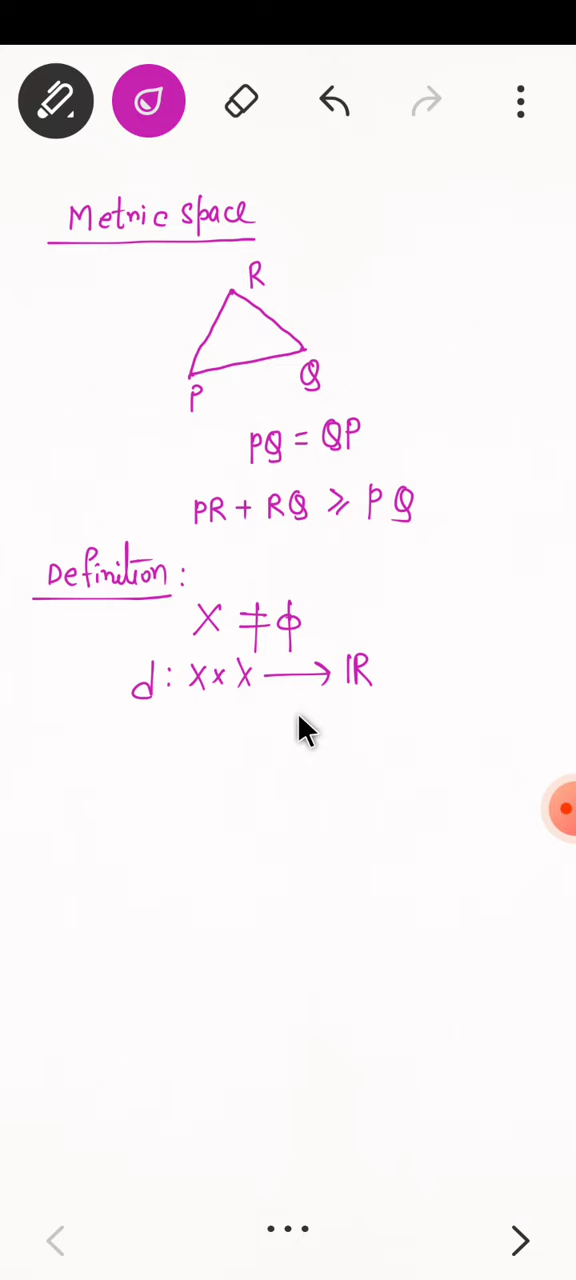 Metric space
R
P
Q
PQ = QP
PR + RQ ⩾ PQ
Definition :
X ≠ ϕ
d : X × X ⟶ ℝ